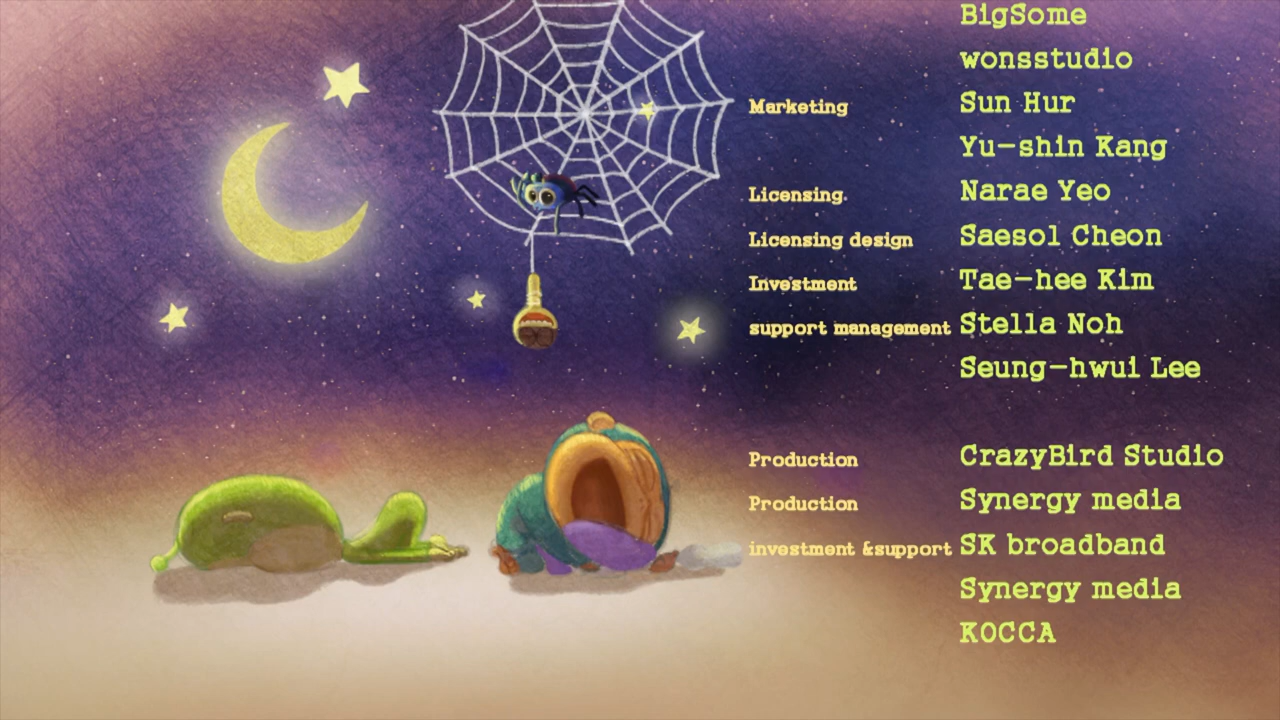 BigSome
wonsstudio
Marketing Sun Hur
Yu-shin Kang
Licensing Narae Yeo
Licensing design Saesol Cheon
Investment Tae-hee Kim
support management Stella Noh
Seung-hwui Lee
Production CrazyBird Studio
Production Synergy media
investment &support SK broadband
Synergy media
KOCCA